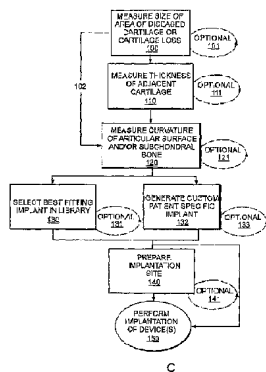 MEASURE SIZE OF
AREA OF DISEASED
CARTILAGE OR
CARTILAGE LOSS
100
OPTIONAL
101
102
MEASURE THICKNESS
OF ADJACENT
CARTILAGE
110
OPTIONAL
111
MEASURE CURVATURE
OF ARTICULAR SURFACE
AND/OR SUBCHONDRAL
BONE
120
OPTIONAL
121
SELECT BEST FITTING
IMPLANT IN LIBRARY
130
OPTIONAL
131
GENERATE CUSTOM/
PATIENT SPECIFIC
IMPLANT
132
OPTIONAL
133
PREPARE
IMPLANTATION
SITE
140
OPTIONAL
141
PERFORM
IMPLANTATION
OF DEVICE(S)
150
C